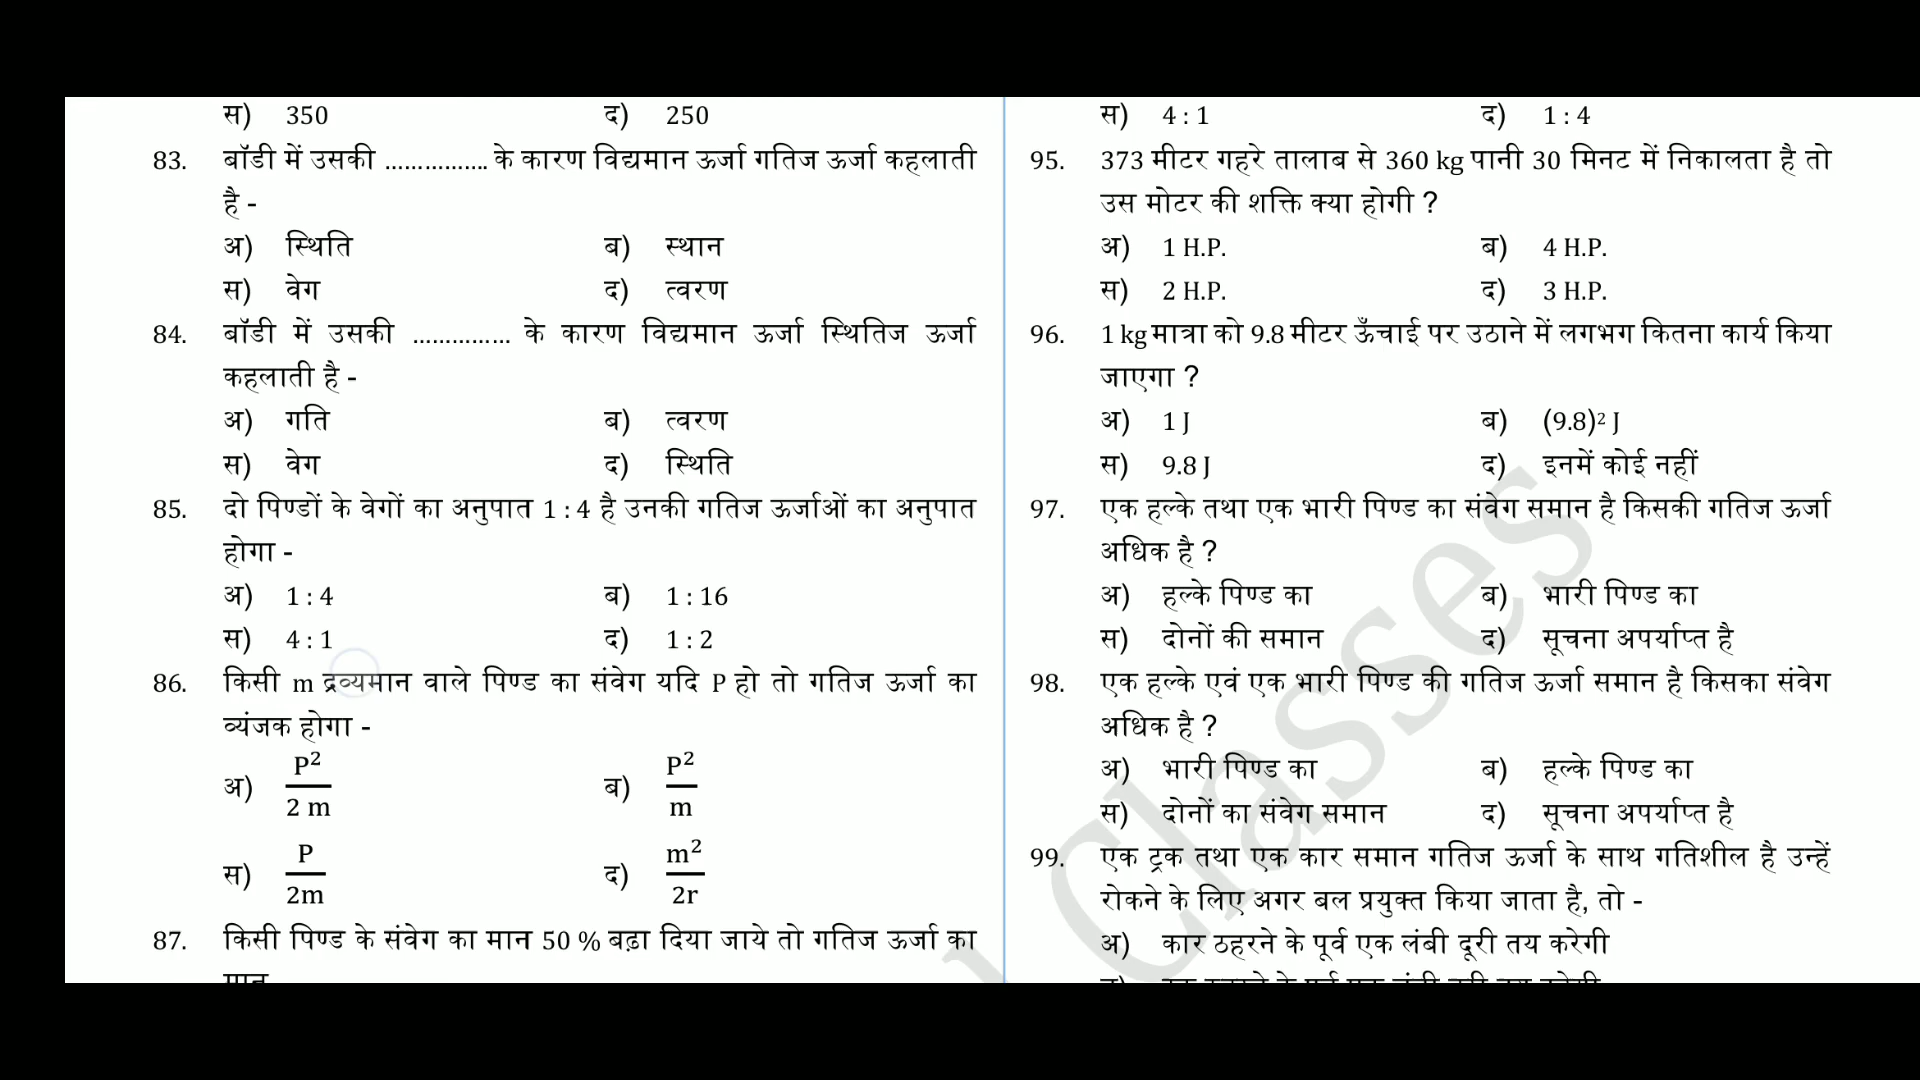 स) 350 द) 250
83. बॉडी में उसकी ................ के कारण विद्यमान ऊर्जा गतिज ऊर्जा कहलाती
है -
अ) स्थिति ब) स्थान
स) वेग द) त्वरण
84. बॉडी में उसकी ............... के कारण विद्यमान ऊर्जा स्थितिज ऊर्जा
कहलाती है -
अ) गति ब) त्वरण
स) वेग द) स्थिति
85. दो पिण्डों के वेगों का अनुपात 1 : 4 है उनकी गतिज ऊर्जाओं का अनुपात
होगा -
अ) 1 : 4 ब) 1 : 16
स) 4 : 1 द) 1 : 2
86. किसी m द्रव्यमान वाले पिण्ड का संवेग यदि P हो तो गतिज ऊर्जा का
व्यंजक होगा -
अ) P²/2 m ब) P²/m
स) P/2m द) m²/2r
87. किसी पिण्ड के संवेग का मान 50 % बढ़ा दिया जाये तो गतिज ऊर्जा का
स) 4 : 1 द) 1 : 4
95. 373 मीटर गहरे तालाब से 360 kg पानी 30 मिनट में निकालता है तो
उस मोटर की शक्ति क्या होगी ?
अ) 1 H.P. ब) 4 H.P.
स) 2 H.P. द) 3 H.P.
96. 1 kg मात्रा को 9.8 मीटर ऊँचाई पर उठाने में लगभग कितना कार्य किया
जाएगा ?
अ) 1 J ब) (9.8)² J
स) 9.8 J द) इनमें कोई नहीं
97. एक हल्के तथा एक भारी पिण्ड का संवेग समान है किसकी गतिज ऊर्जा
अधिक है ?
अ) हल्के पिण्ड का ब) भारी पिण्ड का
स) दोनों की समान द) सूचना अपर्याप्त है
98. एक हल्के एवं एक भारी पिण्ड की गतिज ऊर्जा समान है किसका संवेग
अधिक है ?
अ) भारी पिण्ड का ब) हल्के पिण्ड का
स) दोनों का संवेग समान द) सूचना अपर्याप्त है
99. एक ट्रक तथा एक कार समान गतिज ऊर्जा के साथ गतिशील है उन्हें
रोकने के लिए अगर बल प्रयुक्त किया जाता है, तो -
अ) कार ठहरने के पूर्व एक लंबी दूरी तय करेगी
Classes